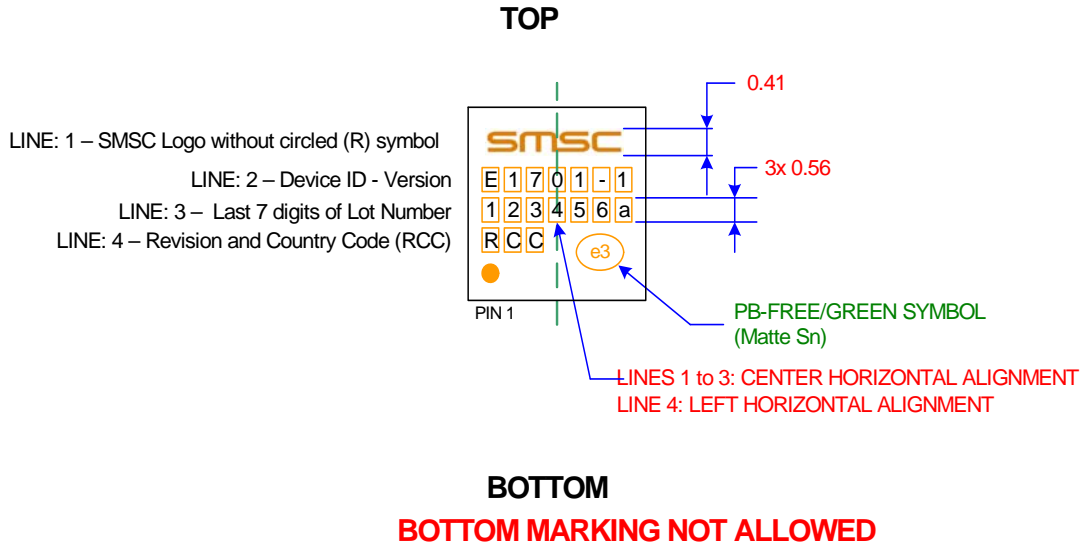 TOP
0.41
LINE: 1 – SMSC Logo without circled (R) symbol
SMSC
3x 0.56
LINE: 2 – Device ID - Version
E1701-1
LINE: 3 – Last 7 digits of Lot Number
123456a
LINE: 4 – Revision and Country Code (RCC)
RCC
e3
PIN 1
PB-FREE/GREEN SYMBOL
(Matte Sn)
LINES 1 to 3: CENTER HORIZONTAL ALIGNMENT
LINE 4: LEFT HORIZONTAL ALIGNMENT
BOTTOM
BOTTOM MARKING NOT ALLOWED